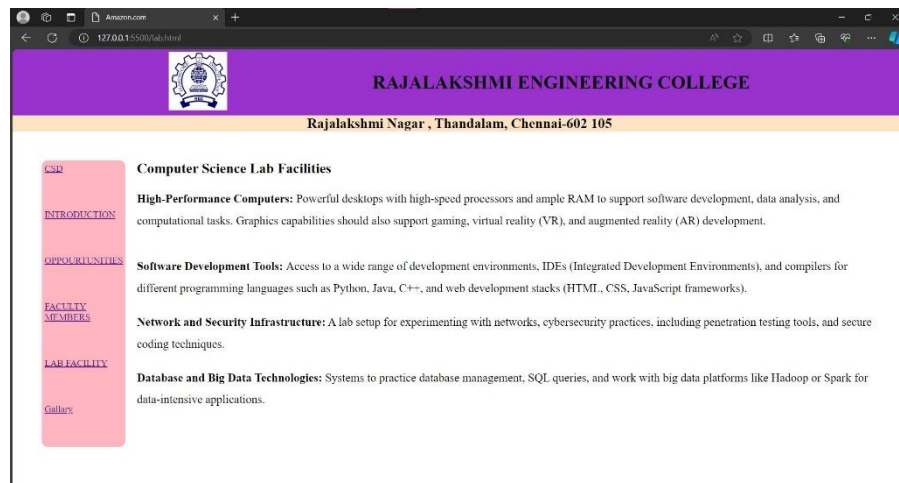 Amaznn.com
127.0.0.1:5500/lab.html
RAJALAKSHMI ENGINEERING COLLEGE
Rajalakshmi Nagar , Thandalam, Chennai-602 105
CSD
INTRODUCTION
OPPOURTUNITIES
FACULTY
MEMBERS
LAB FACILITY
Gallary
Computer Science Lab Facilities
High-Performance Computers: Powerful desktops with high-speed processors and ample RAM to support software development, data analysis, and
computational tasks. Graphics capabilities should also support gaming, virtual reality (VR), and augmented reality (AR) development.
Software Development Tools: Access to a wide range of development environments, IDEs (Integrated Development Environments), and compilers for
different programming languages such as Python, Java, C++, and web development stacks (HTML, CSS, JavaScript frameworks).
Network and Security Infrastructure: A lab setup for experimenting with networks, cybersecurity practices, including penetration testing tools, and secure
coding techniques.
Database and Big Data Technologies: Systems to practice database management, SQL queries, and work with big data platforms like Hadoop or Spark for
data-intensive applications.